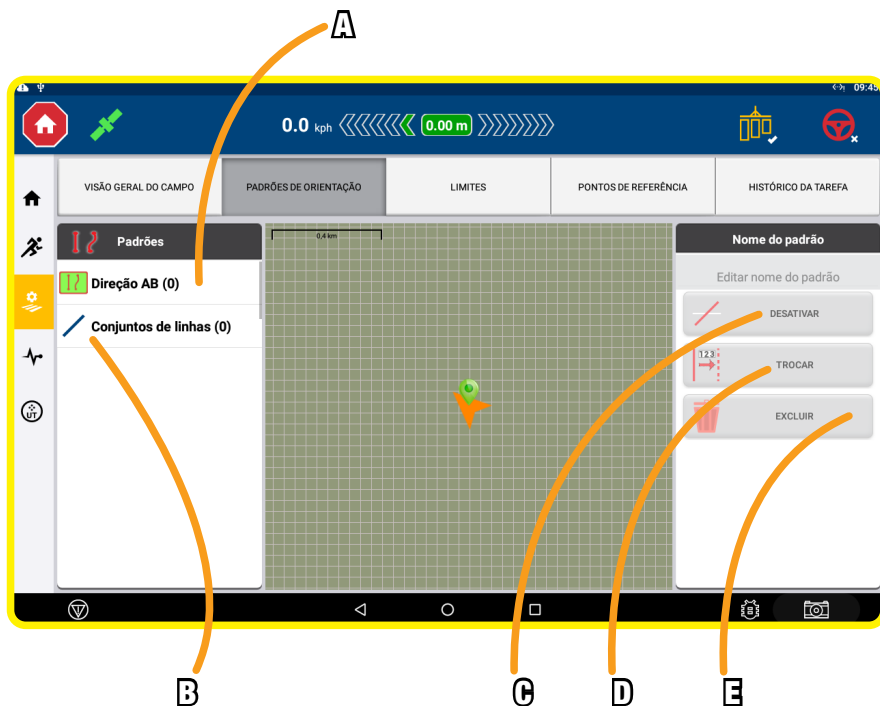 A
09:45
0.0 kph
0.00 m
VISÃO GERAL DO CAMPO
PADRÕES DE ORIENTAÇÃO
LIMITES
PONTOS DE REFERÊNCIA
HISTÓRICO DA TAREFA
Padrões
Direção AB (0)
Conjuntos de linhas (0)
UT
0,4 km
Nome do padrão
Editar nome do padrão
DESATIVAR
123
TROCAR
EXCLUIR
B
C
D
E